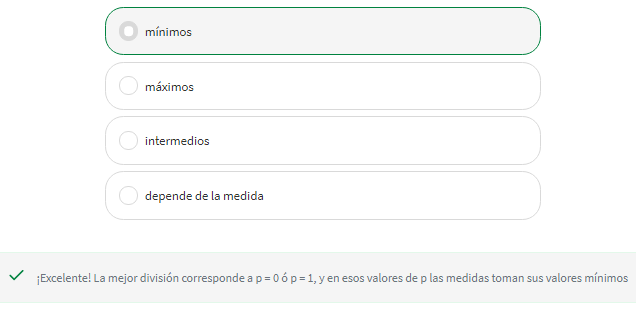 mínimos
máximos
intermedios
depende de la medida
¡Excelente! La mejor división corresponde a p = 0 ó p = 1, y en esos valores de p las medidas toman sus valores mínimos